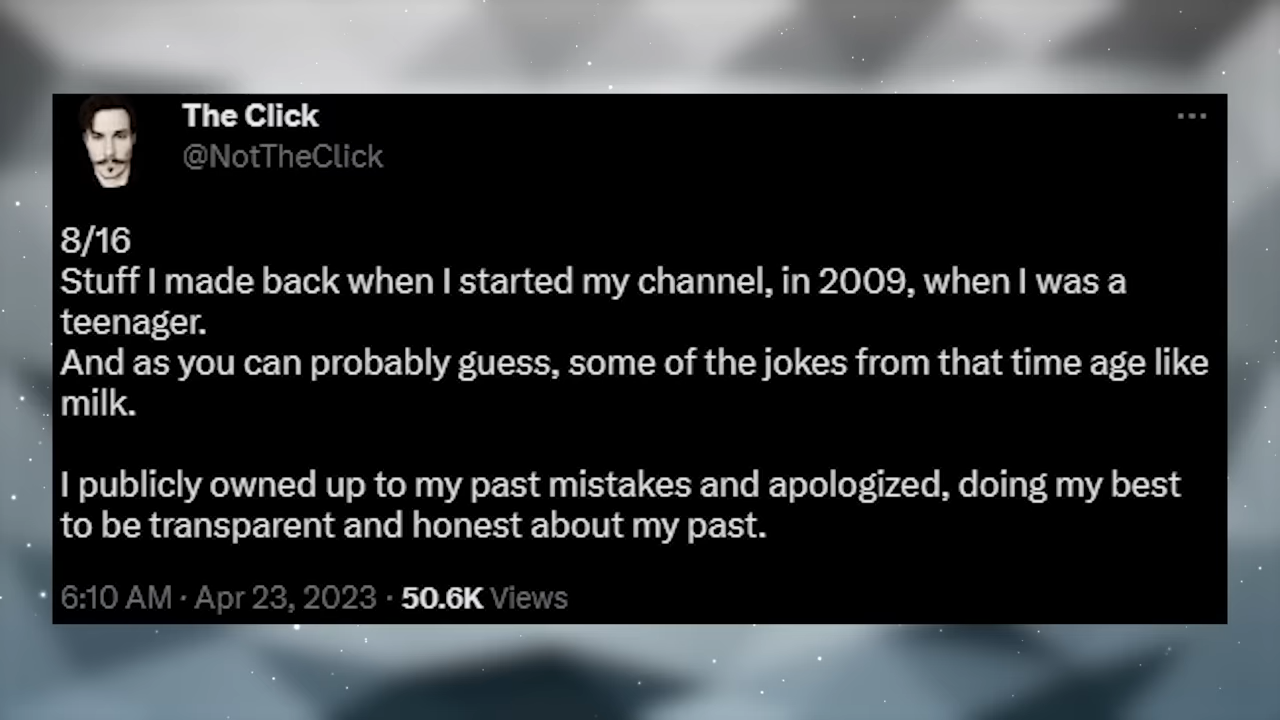 The Click
@NotTheClick
8/16
Stuff I made back when I started my channel, in 2009, when I was a
teenager.
And as you can probably guess, some of the jokes from that time age like
milk.
I publicly owned up to my past mistakes and apologized, doing my best
to be transparent and honest about my past.
6:10 AM · Apr 23, 2023 · 50.6K Views